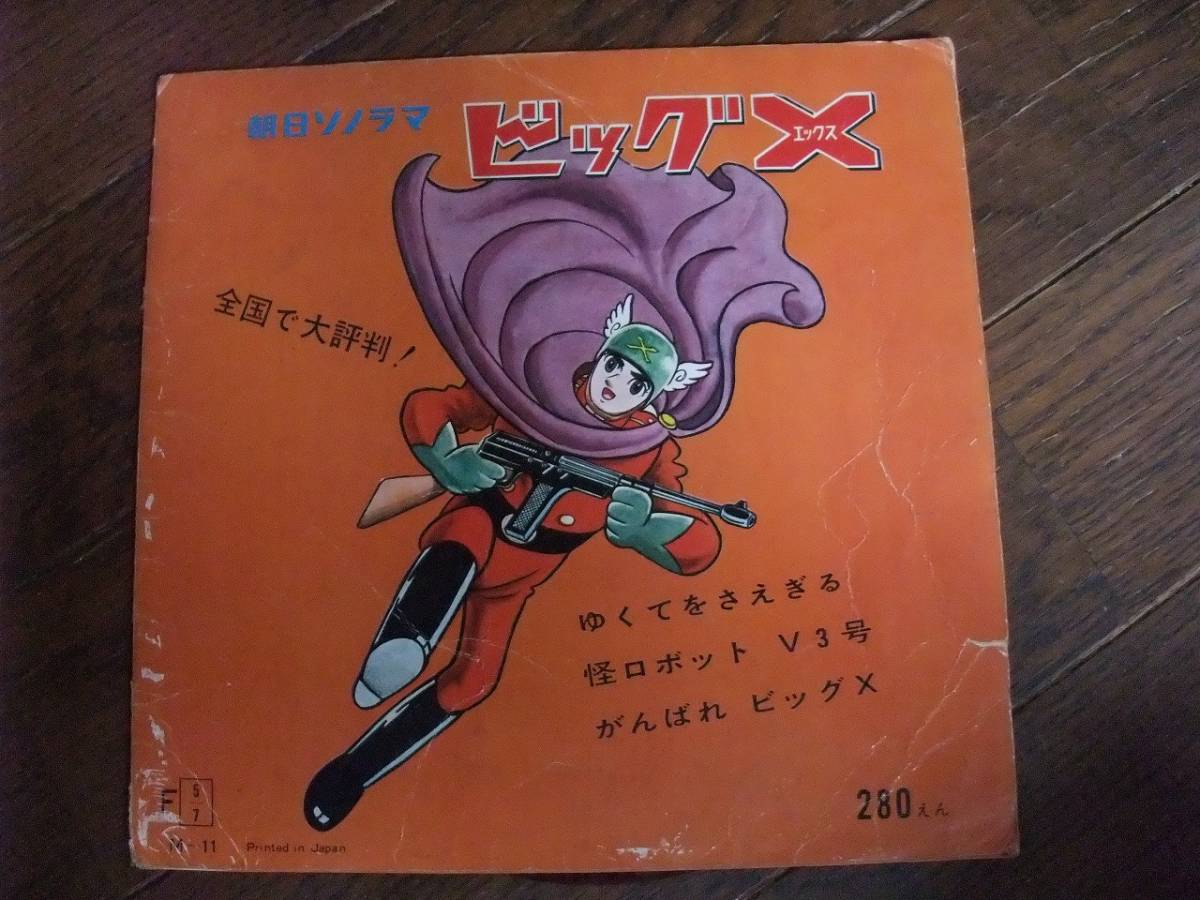 朝日ソノラマ
ビッグX
エックス
全国で大評判!
X
ゆくてをさえぎる
怪ロボット V3号
がんばれ ビッグX
280えん
F 5/7
M-11
Printed in Japan